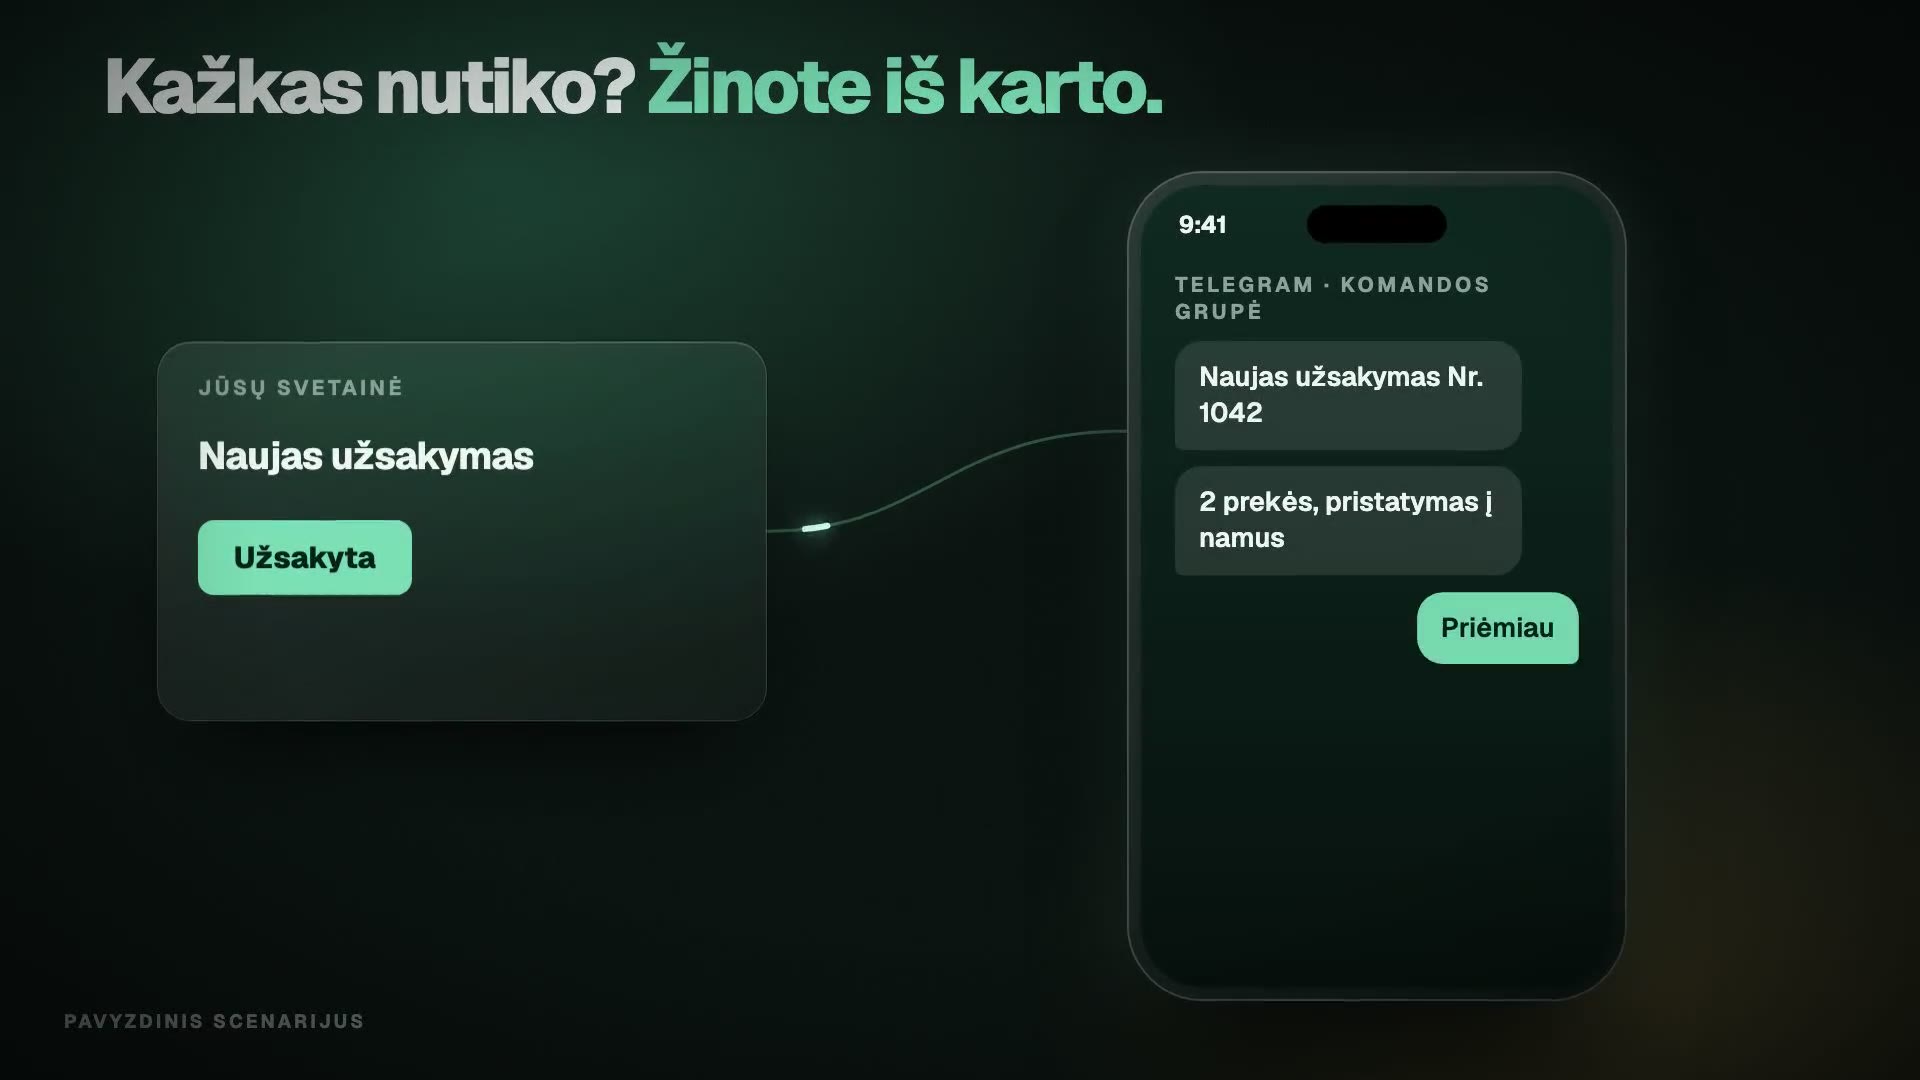 Kažkas nutiko? Žinote iš karto.
JŪSŲ SVETAINĖ
Naujas užsakymas
Užsakyta
9:41
TELEGRAM · KOMANDOS
GRUPĖ
Naujas užsakymas Nr.
1042
2 prekės, pristatymas į
namus
Priėmiau
PAVYZDINIS SCENARIJUS